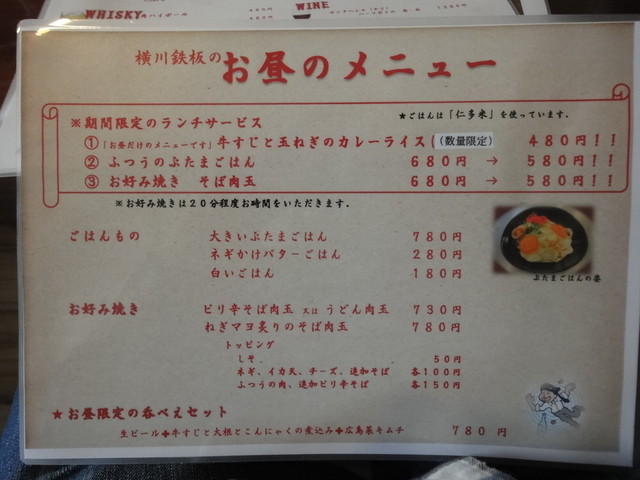 WHISKY&ハイボール
WINE
横川鉄板の お昼のメニュー
★ごはんは「仁多米」を使っています。
※期間限定のランチサービス
①「お昼だけのメニューです」牛すじと玉ねぎのカレーライス(（数量限定） 480円!!
② ふつうのぶたまごはん 680円 → 580円!!
③ お好み焼き そば肉玉 680円 → 580円!!
※お好み焼きは20分程度お時間をいただきます。
ごはんもの 大きいぶたまごはん 780円
ネギかけバターごはん 280円
白いごはん 180円
ぶたまごはんの姿
お好み焼き ピリ辛そば肉玉 又は うどん肉玉 730円
ねぎマヨ炙りのそば肉玉 780円
トッピング
しそ 50円
ネギ、イカ天、チーズ、追加そば 各100円
ふつうの肉、追加ピリ辛そば 各150円
★お昼限定の呑べえセット
生ビール✚牛すじと大根とこんにゃくの煮込み✚広島菜キムチ 780円